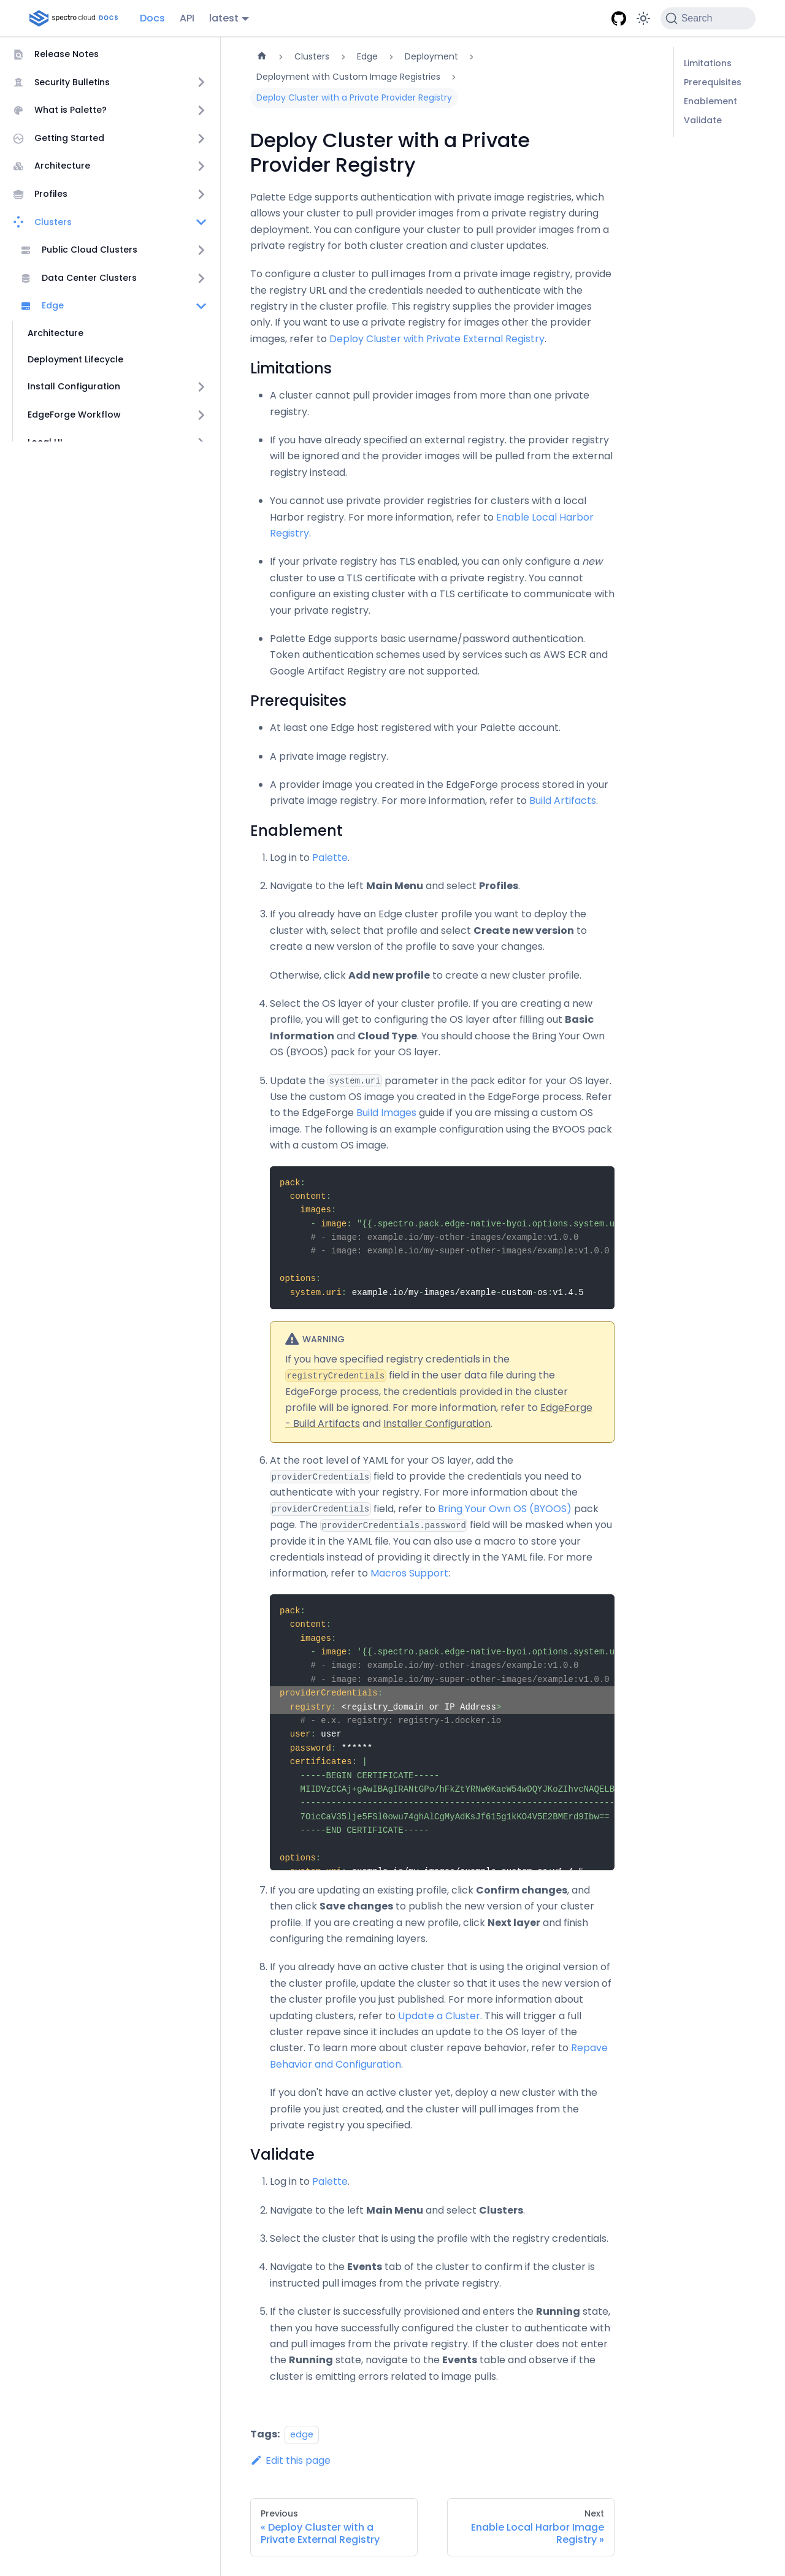 spectro cloud DOCS
Docs
API
latest
Search
Release Notes
Security Bulletins
What is Palette?
Getting Started
Architecture
Profiles
Clusters
Public Cloud Clusters
Data Center Clusters
Edge
Architecture
Deployment Lifecycle
Install Configuration
EdgeForge Workflow
Local UI
Clusters
Edge
Deployment
Deployment with Custom Image Registries
Deploy Cluster with a Private Provider Registry
Limitations
Prerequisites
Enablement
Validate
Deploy Cluster with a Private
Provider Registry
Palette Edge supports authentication with private image registries, which
allows your cluster to pull provider images from a private registry during
deployment. You can configure your cluster to pull provider images from a
private registry for both cluster creation and cluster updates.
To configure a cluster to pull images from a private image registry, provide
the registry URL and the credentials needed to authenticate with the
registry in the cluster profile. This registry supplies the provider images
only. If you want to use a private registry for images other the provider
images, refer to Deploy Cluster with Private External Registry.
Limitations
A cluster cannot pull provider images from more than one private
registry.
If you have already specified an external registry. the provider registry
will be ignored and the provider images will be pulled from the external
registry instead.
You cannot use private provider registries for clusters with a local
Harbor registry. For more information, refer to Enable Local Harbor
Registry.
If your private registry has TLS enabled, you can only configure a new
cluster to use a TLS certificate with a private registry. You cannot
configure an existing cluster with a TLS certificate to communicate with
your private registry.
Palette Edge supports basic username/password authentication.
Token authentication schemes used by services such as AWS ECR and
Google Artifact Registry are not supported.
Prerequisites
At least one Edge host registered with your Palette account.
A private image registry.
A provider image you created in the EdgeForge process stored in your
private image registry. For more information, refer to Build Artifacts.
Enablement
1. Log in to Palette.
2. Navigate to the left Main Menu and select Profiles.
3. If you already have an Edge cluster profile you want to deploy the
cluster with, select that profile and select Create new version to
create a new version of the profile to save your changes.
Otherwise, click Add new profile to create a new cluster profile.
4. Select the OS layer of your cluster profile. If you are creating a new
profile, you will get to configuring the OS layer after filling out Basic
Information and Cloud Type. You should choose the Bring Your Own
OS (BYOOS) pack for your OS layer.
5. Update the system.uri parameter in the pack editor for your OS layer.
Use the custom OS image you created in the EdgeForge process. Refer
to the EdgeForge Build Images guide if you are missing a custom OS
image. The following is an example configuration using the BYOOS pack
with a custom OS image.
pack:
content:
images:
- image: "{{.spectro.pack.edge-native-byoi.options.system.u
# - image: example.io/my-other-images/example:v1.0.0
# - image: example.io/my-super-other-images/example:v1.0.0
options:
system.uri: example.io/my-images/example-custom-os:v1.4.5
WARNING
If you have specified registry credentials in the
registryCredentials field in the user data file during the
EdgeForge process, the credentials provided in the cluster
profile will be ignored. For more information, refer to EdgeForge
- Build Artifacts and Installer Configuration.
6. At the root level of YAML for your OS layer, add the
providerCredentials field to provide the credentials you need to
authenticate with your registry. For more information about the
providerCredentials field, refer to Bring Your Own OS (BYOOS) pack
page. The providerCredentials.password field will be masked when you
provide it in the YAML file. You can also use a macro to store your
credentials instead of providing it directly in the YAML file. For more
information, refer to Macros Support:
pack:
content:
images:
- image: '{{.spectro.pack.edge-native-byoi.options.system.u
# - image: example.io/my-other-images/example:v1.0.0
# - image: example.io/my-super-other-images/example:v1.0.0
providerCredentials:
registry: <registry_domain or IP Address>
# - e.x. registry: registry-1.docker.io
user: user
password: ******
certificates: |
-----BEGIN CERTIFICATE-----
MIIDVzCCAj+gAwIBAgIRANtGPo/hFkZtYRNw0KaeW54wDQYJKoZIhvcNAQELB
-------------------------------------------------------------
7OicCaV35lje5FSl0owu74ghAlCgMyAdKsJf615g1kKO4V5E2BMErd9Ibw==
-----END CERTIFICATE-----
options:
system.uri: example.io/my-images/example-custom-os:v1.4.5
7. If you are updating an existing profile, click Confirm changes, and
then click Save changes to publish the new version of your cluster
profile. If you are creating a new profile, click Next layer and finish
configuring the remaining layers.
8. If you already have an active cluster that is using the original version of
the cluster profile, update the cluster so that it uses the new version of
the cluster profile you just published. For more information about
updating clusters, refer to Update a Cluster. This will trigger a full
cluster repave since it includes an update to the OS layer of the
cluster. To learn more about cluster repave behavior, refer to Repave
Behavior and Configuration.
If you don't have an active cluster yet, deploy a new cluster with the
profile you just created, and the cluster will pull images from the
private registry you specified.
Validate
1. Log in to Palette.
2. Navigate to the left Main Menu and select Clusters.
3. Select the cluster that is using the profile with the registry credentials.
4. Navigate to the Events tab of the cluster to confirm if the cluster is
instructed pull images from the private registry.
5. If the cluster is successfully provisioned and enters the Running state,
then you have successfully configured the cluster to authenticate with
and pull images from the private registry. If the cluster does not enter
the Running state, navigate to the Events table and observe if the
cluster is emitting errors related to image pulls.
Tags: edge
Edit this page
Previous
« Deploy Cluster with a
Private External Registry
Next
Enable Local Harbor Image
Registry »